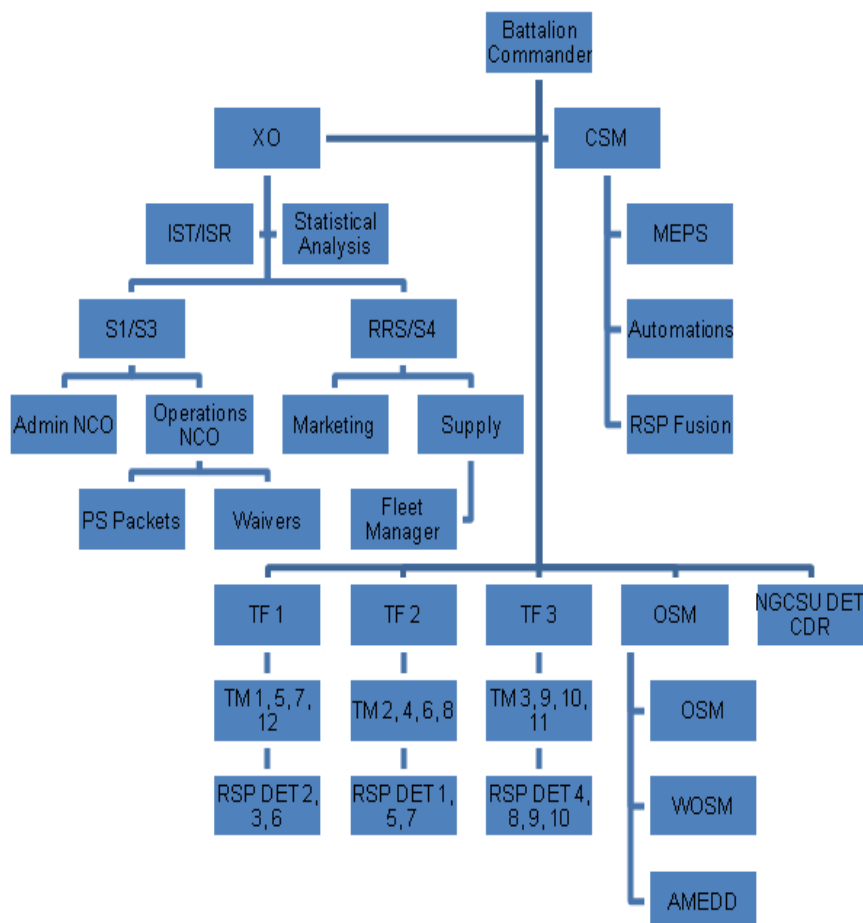 Battalion
Commander
XO
CSM
IST/ISR
Statistical
Analysis
MEPS
S1/S3
RRS/S4
Automations
Admin NCO
Operations
NCO
Marketing
Supply
RSP Fusion
PS Packets
Waivers
Fleet
Manager
TF 1
TF 2
TF 3
OSM
NGCSU DET
CDR
TM 1, 5, 7,
12
TM 2, 4, 6, 8
TM 3, 9, 10,
11
OSM
RSP DET 2,
3, 6
RSP DET 1,
5, 7
RSP DET 4,
8, 9, 10
WOSM
AMEDD